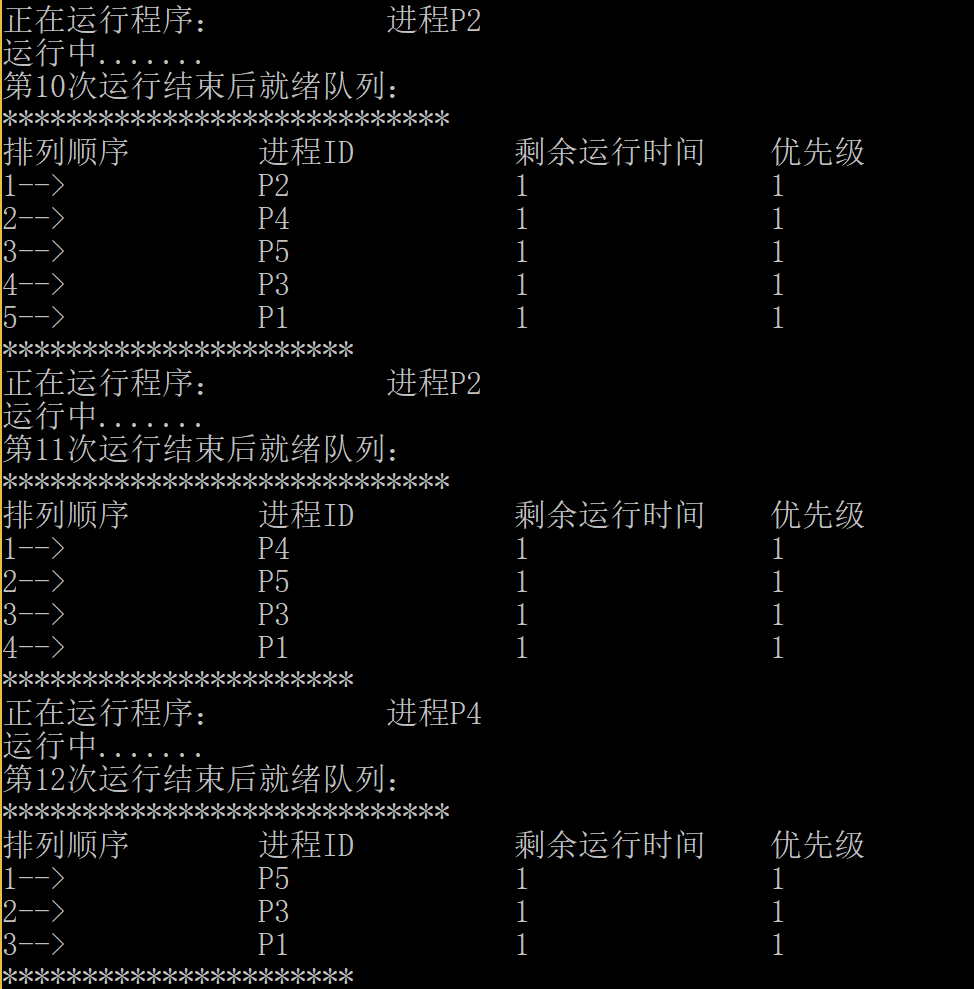 正在运行程序:           进程P2
运行中.......
第10次运行结束后就绪队列:
****************************
排列顺序        进程ID          剩余运行时间    优先级
1-->            P2              1               1
2-->            P4              1               1
3-->            P5              1               1
4-->            P3              1               1
5-->            P1              1               1
**********************
正在运行程序:           进程P2
运行中.......
第11次运行结束后就绪队列:
****************************
排列顺序        进程ID          剩余运行时间    优先级
1-->            P4              1               1
2-->            P5              1               1
3-->            P3              1               1
4-->            P1              1               1
**********************
正在运行程序:           进程P4
运行中.......
第12次运行结束后就绪队列:
****************************
排列顺序        进程ID          剩余运行时间    优先级
1-->            P5              1               1
2-->            P3              1               1
3-->            P1              1               1
**********************